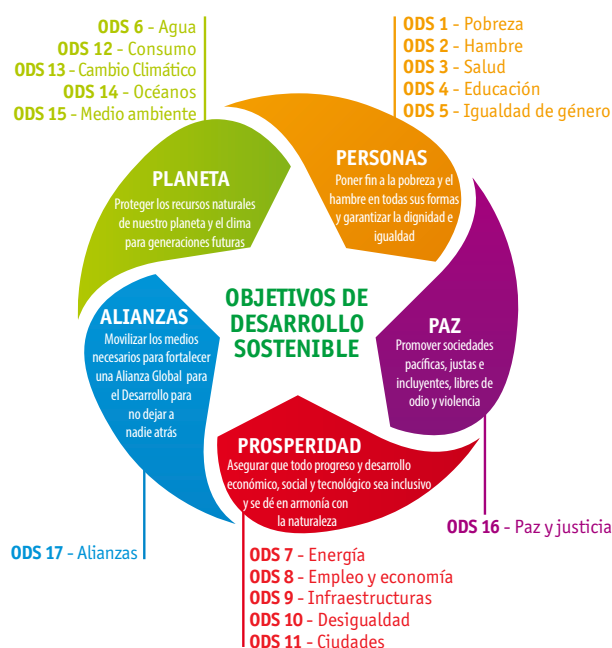 ODS 6 - Agua
ODS 12 - Consumo
ODS 13 - Cambio Climático
ODS 14 - Océanos
ODS 15 - Medio ambiente
ODS 1 - Pobreza
ODS 2 - Hambre
ODS 3 - Salud
ODS 4 - Educación
ODS 5 - Igualdad de género
PLANETA
Proteger los recursos naturales
de nuestro planeta y el clima
para generaciones futuras
PERSONAS
Poner fin a la pobreza y el
hambre en todas sus formas
y garantizar la dignidad e
igualdad
OBJETIVOS DE
DESARROLLO
SOSTENIBLE
ALIANZAS
Movilizar los medios
necesarios para fortalecer
una Alianza Global para
el Desarrollo para
no dejar a
nadie atrás
PAZ
Promover sociedades
pacíficas, justas e
incluyentes, libres de
odio y violencia
PROSPERIDAD
Asegurar que todo progreso y desarrollo
económico, social y tecnológico sea inclusivo
y se dé en armonía con
la naturaleza
ODS 16 - Paz y justicia
ODS 17 - Alianzas
ODS 7 - Energía
ODS 8 - Empleo y economía
ODS 9 - Infraestructuras
ODS 10 - Desigualdad
ODS 11 - Ciudades